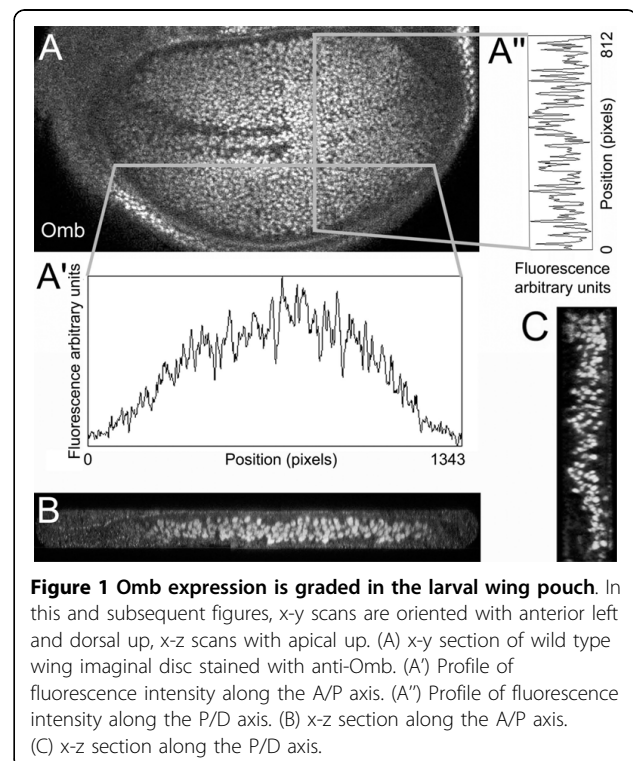 A
Omb
A''
812
Position (pixels)
0
Fluorescence
arbitrary units
A'
Fluorescence arbitrary units
0
Position (pixels)
1343
C
B
Figure 1 Omb expression is graded in the larval wing pouch. In
this and subsequent figures, x-y scans are oriented with anterior left
and dorsal up, x-z scans with apical up. (A) x-y section of wild type
wing imaginal disc stained with anti-Omb. (A') Profile of
fluorescence intensity along the A/P axis. (A'') Profile of fluorescence
intensity along the P/D axis. (B) x-z section along the A/P axis.
(C) x-z section along the P/D axis.